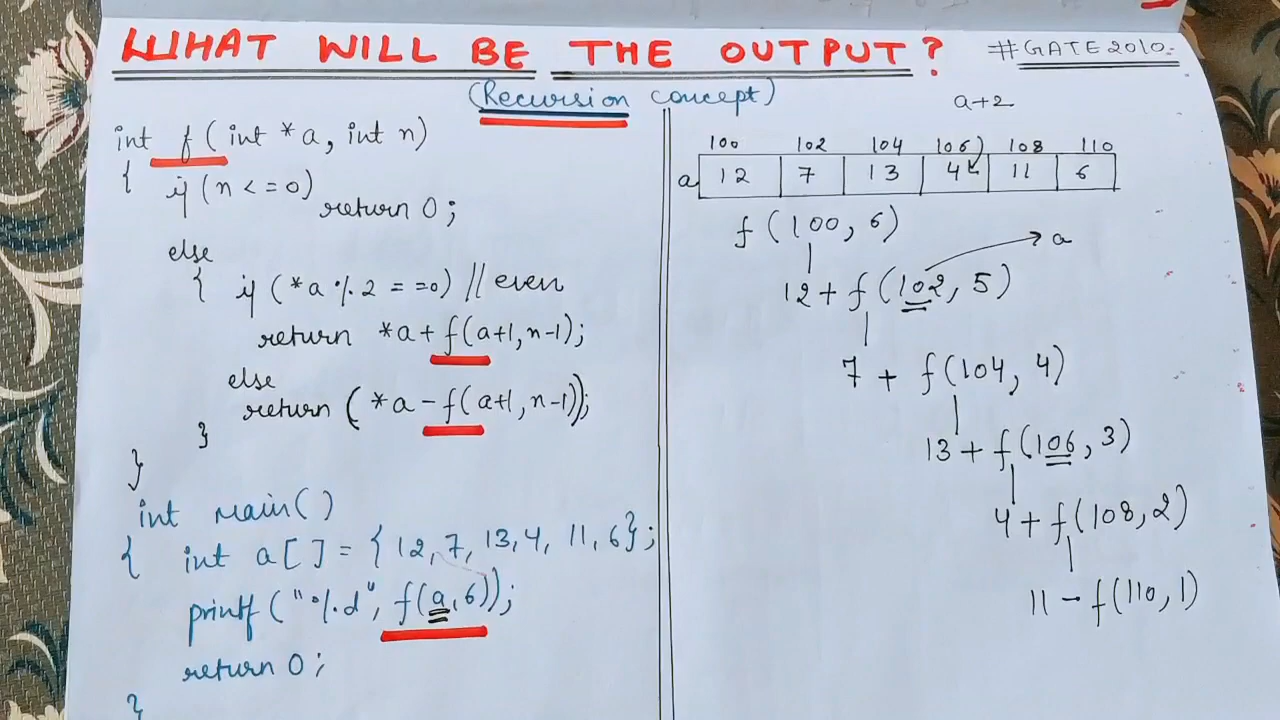 WHAT WILL BE THE OUTPUT? #GATE2010.
(Recursion concept)
int f(int *a, int n)
{ if(n<=0)
return 0;
else
{ if(*a%2==0) //even
return *a+f(a+1,n-1);
else
return (*a-f(a+1,n-1));
}
}
int main()
{ int a[]={12,7,13,4,11,6};
printf("%d",f(a,6));
return 0;
}
a+2
100 102 104 106 108 110
a 12 7 13 4 11 6
f(100,6)
a
12+f(102,5)
7+f(104,4)
13+f(106,3)
4+f(108,2)
11-f(110,1)